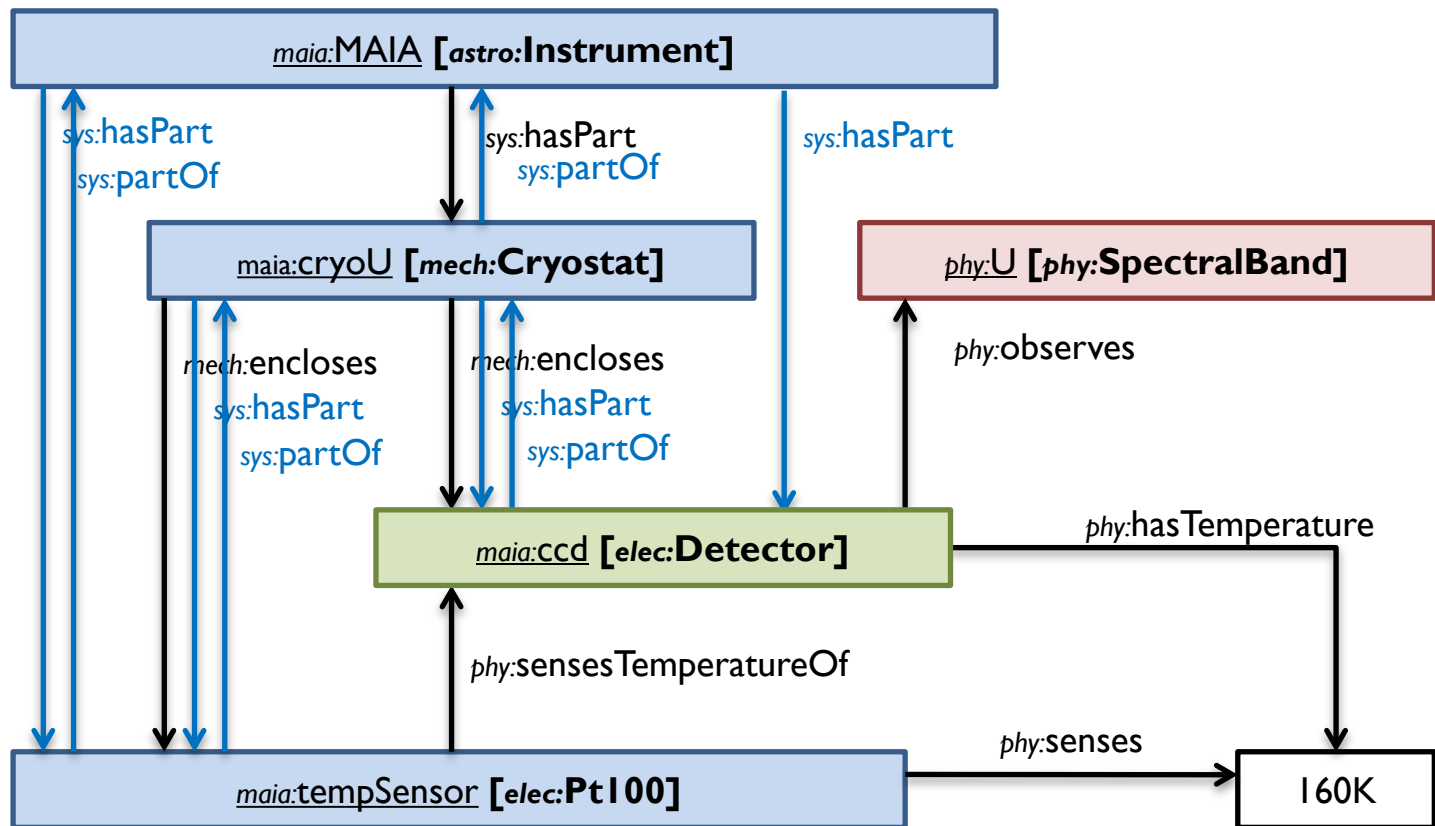 maia:MAIA [astro:Instrument]
sys:hasPart
sys:partOf
sys:hasPart
sys:partOf
sys:hasPart
maia:cryoU [mech:Cryostat]
phy:U [phy:SpectralBand]
mech:encloses
sys:hasPart
sys:partOf
mech:encloses
sys:hasPart
sys:partOf
phy:observes
maia:ccd [elec:Detector]
phy:hasTemperature
phy:sensesTemperatureOf
phy:senses
maia:tempSensor [elec:Pt100]
160K